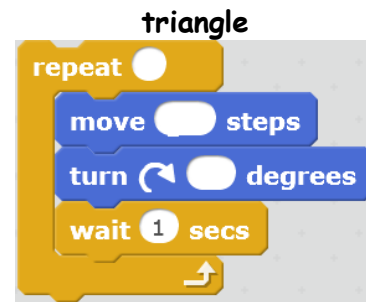 triangle
repeat
move steps
turn degrees
wait 1 secs